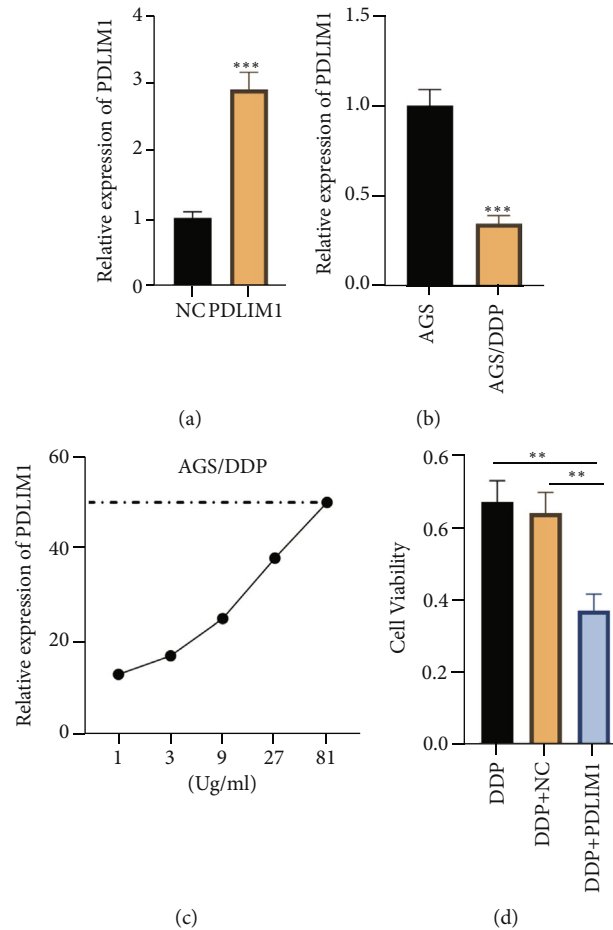 Relative expression of PDLIM1
4
3
2
1
0
***
NC PDLIM1
(a)
Relative expression of PDLIM1
1.5
1.0
0.5
0.0
***
AGS
AGS/DDP
(b)
Relative expression of PDLIM1
60
40
20
0
AGS/DDP
1 3 9 27 81
(Ug/ml)
(c)
Cell Viability
0.6
0.6
0.4
0.2
0.0
**
**
DDP
DDP+NC
DDP+PDLIM1
(d)